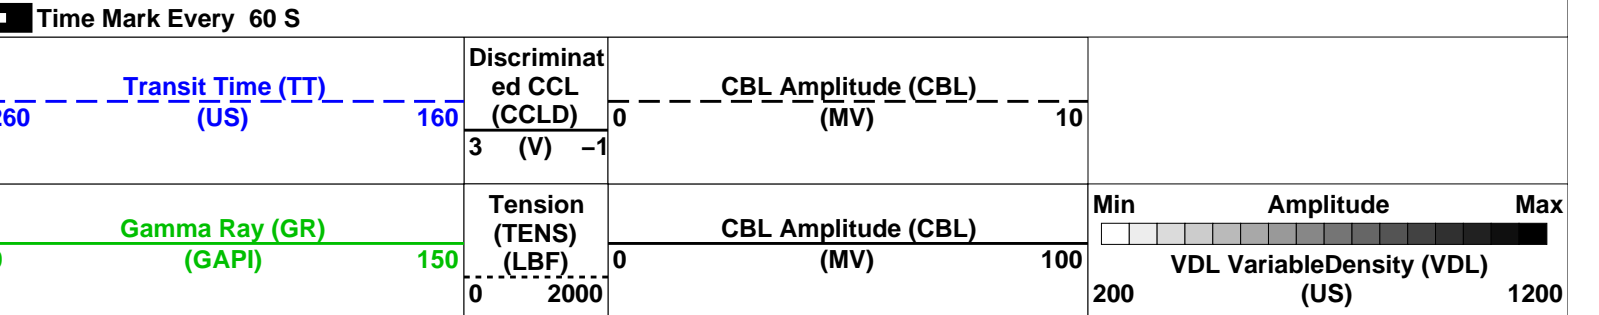 Time Mark Every 60 S
Discriminat
ed CCL
(CCLD)
3 (V) −1
Transit Time (TT)
(US) 160
CBL Amplitude (CBL)
0 (MV) 10
Gamma Ray (GR)
(GAPI) 150
Tension
(TENS)
(LBF)
0 2000
CBL Amplitude (CBL)
0 (MV) 100
Min Amplitude Max
VDL VariableDensity (VDL)
200 (US) 1200